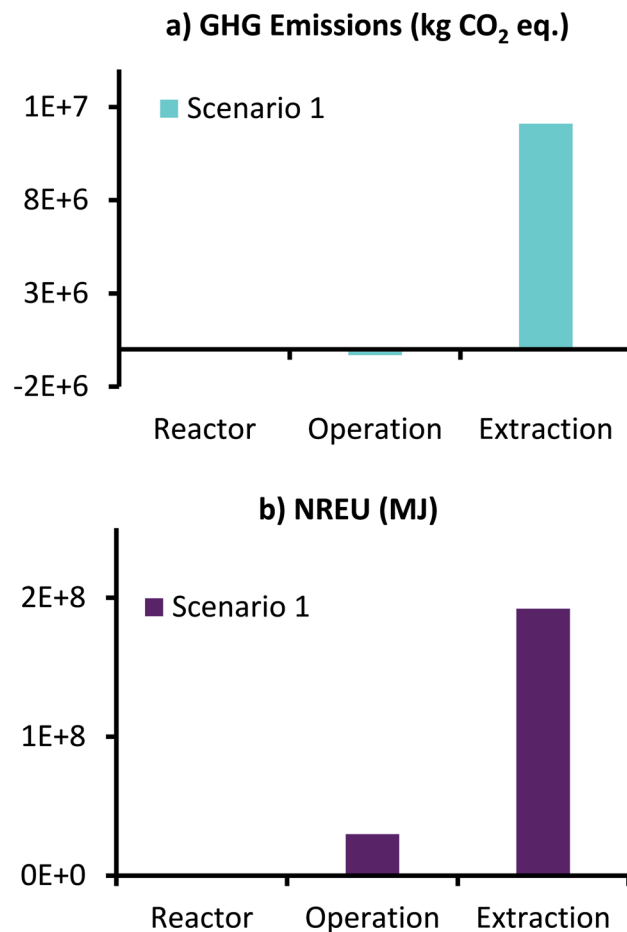 a) GHG Emissions (kg CO₂ eq.)
1E+7
Scenario 1
8E+6
3E+6
-2E+6
Reactor Operation Extraction
b) NREU (MJ)
2E+8
Scenario 1
1E+8
0E+0
Reactor Operation Extraction